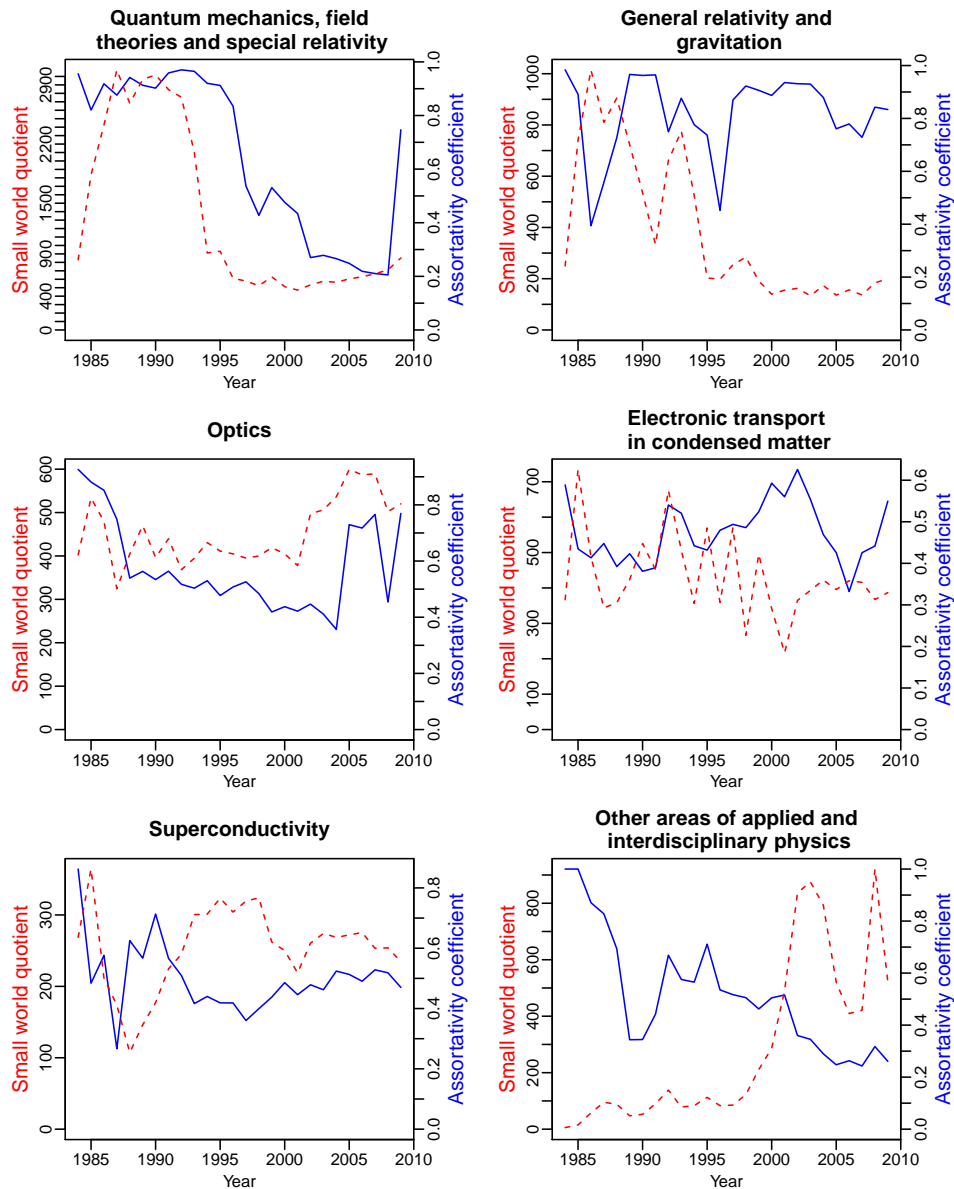 Quantum mechanics, field
theories and special relativity
Small world quotient
0 400 900 1500 2200 2900
1985 1990 1995 2000 2005 2010
Year
0.0 0.2 0.4 0.6 0.8 1.0
Assortativity coefficient
General relativity and
gravitation
Small world quotient
0 200 400 600 800 1000
1985 1990 1995 2000 2005 2010
Year
0.0 0.2 0.4 0.6 0.8 1.0
Assortativity coefficient
Optics
Small world quotient
0 100 200 300 400 500 600
1985 1990 1995 2000 2005 2010
Year
0.0 0.2 0.4 0.6 0.8
Assortativity coefficient
Electronic transport
in condensed matter
Small world quotient
0 100 300 500 700
1985 1990 1995 2000 2005 2010
Year
0.0 0.1 0.2 0.3 0.4 0.5 0.6
Assortativity coefficient
Superconductivity
Small world quotient
0 100 200 300
1985 1990 1995 2000 2005 2010
Year
0.0 0.2 0.4 0.6 0.8
Assortativity coefficient
Other areas of applied and
interdisciplinary physics
Small world quotient
0 200 400 600 800
1985 1990 1995 2000 2005 2010
Year
0.0 0.2 0.4 0.6 0.8 1.0
Assortativity coefficient